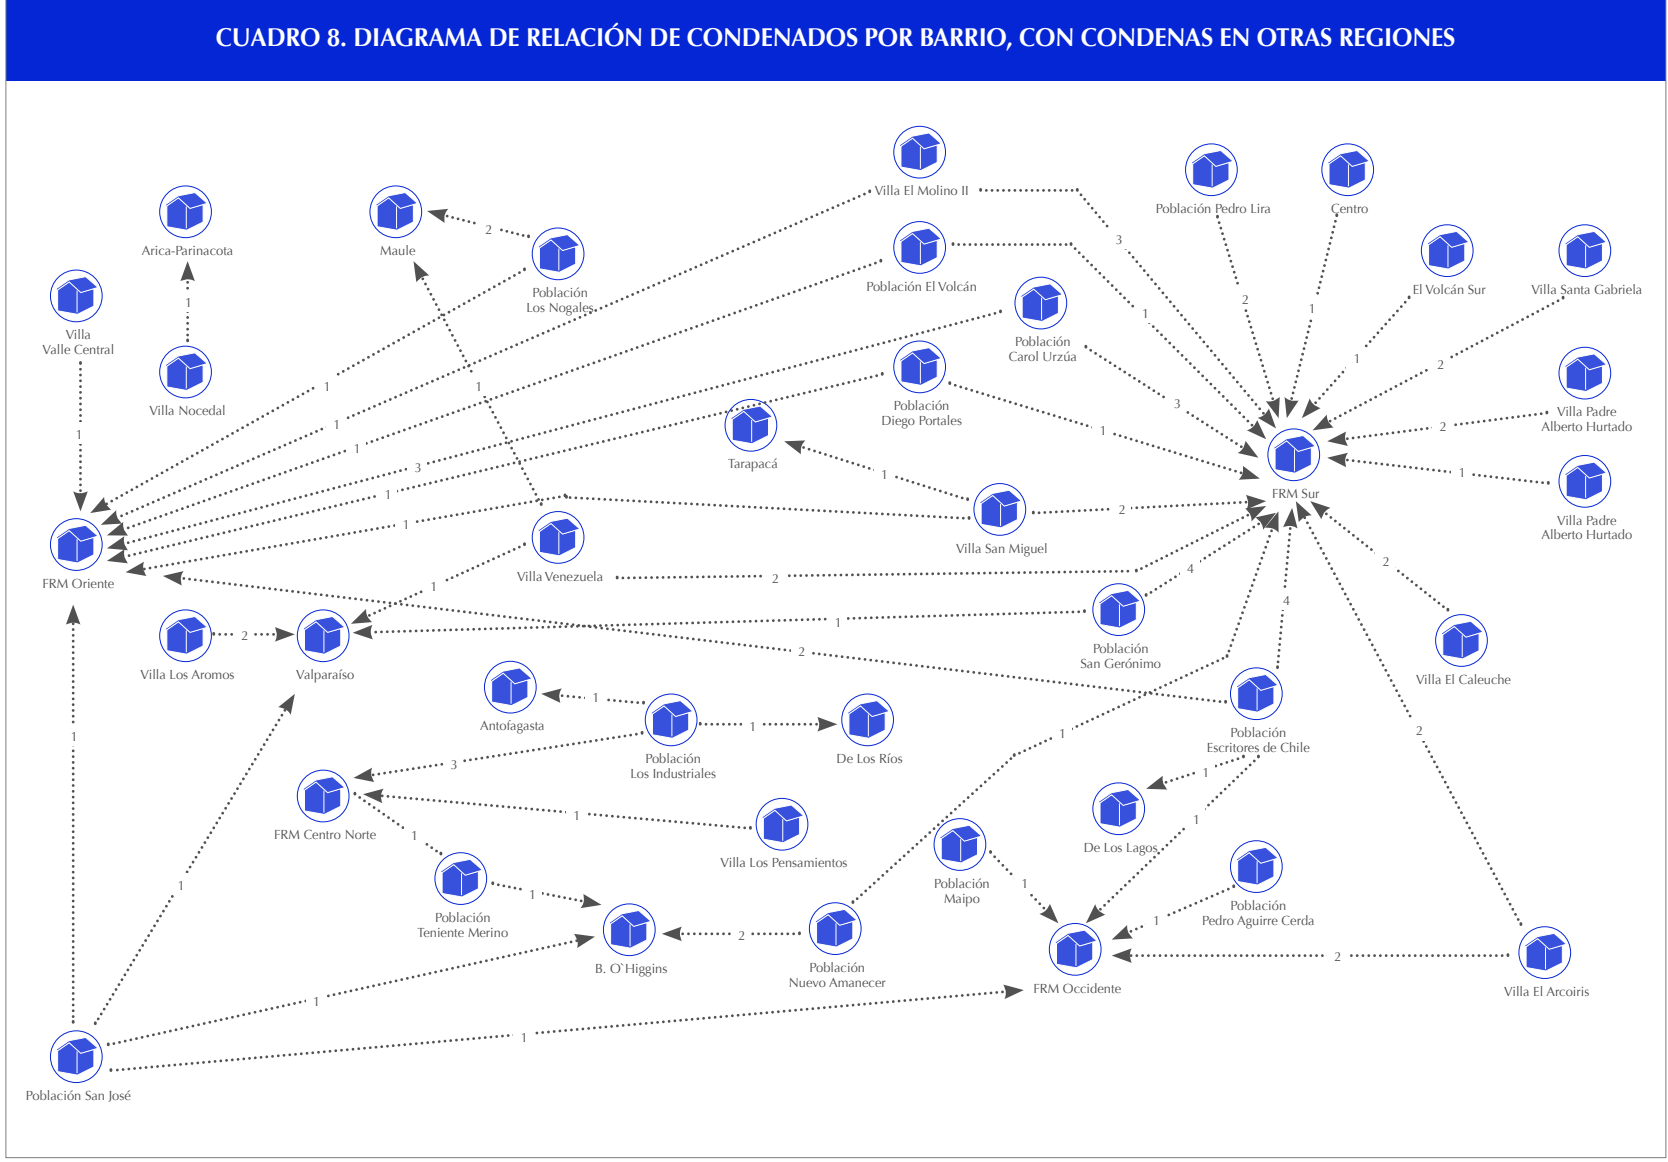 CUADRO 8. DIAGRAMA DE RELACIÓN DE CONDENADOS POR BARRIO, CON CONDENAS EN OTRAS REGIONES
Villa El Molino II
Población Pedro Lira
Centro
Arica-Parinacota
Maule
2
3
Población
Los Nogales
Población El Volcán
El Volcán Sur
Villa Santa Gabriela
1
2
1
1
Villa
Valle Central
Población
Carol Urzúa
1
2
Villa Nocedal
1
1
Población
Diego Portales
3
Villa Padre
Alberto Hurtado
1
1
1
1
2
Tarapacá
3
1
1
1
FRM Sur
1
2
Villa San Miguel
Villa Padre
Alberto Hurtado
FRM Oriente
Villa Venezuela
2
4
2
1
4
1
2
Valparaíso
Villa Los Aromos
2
Población
San Gerónimo
Villa El Caleuche
Antofagasta
1
1
1
2
Población
Escritores de Chile
1
Población
Los Industriales
De Los Ríos
3
1
FRM Centro Norte
1
1
Villa Los Pensamientos
De Los Lagos
1
1
Población
Maipo
1
Población
Pedro Aguirre Cerda
1
Población
Teniente Merino
1
1
2
2
B. O`Higgins
Población
Nuevo Amanecer
FRM Occidente
Villa El Arcoiris
1
1
Población San José